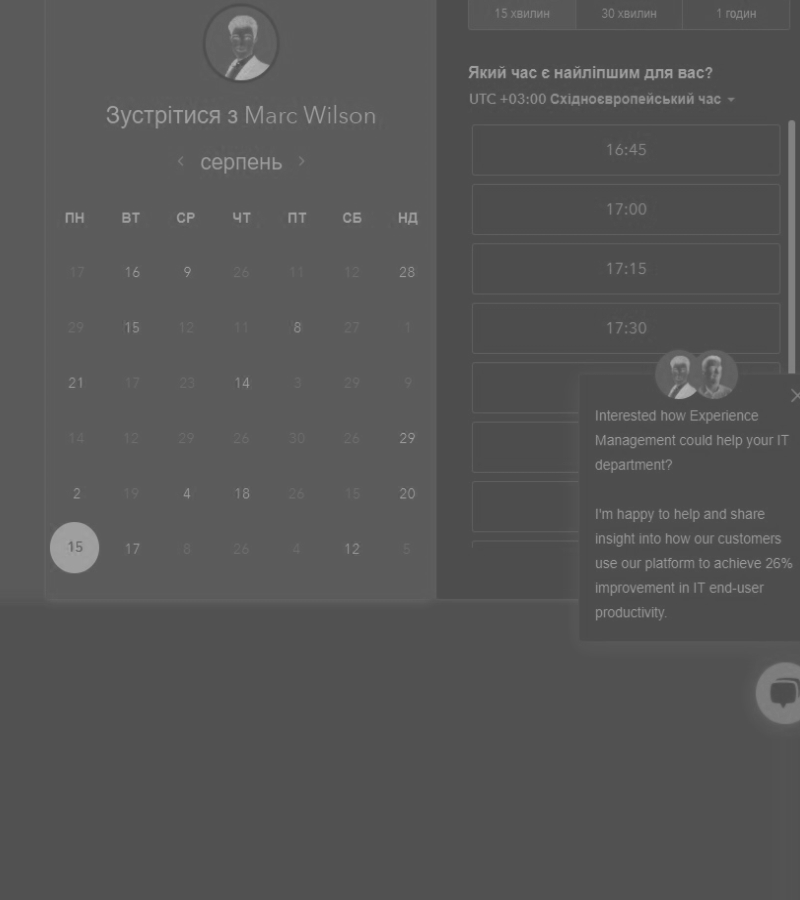 15 хвилин 30 хвилин 1 годин
Зустрітися з Marc Wilson
серпень
ПН ВТ СР ЧТ ПТ СБ НД
17 16 9 26 11 12 28
29 15 12 11 8 27 1
21 17 23 14 3 29 9
14 12 29 26 30 26 29
2 19 4 18 26 15 20
15 17 8 26 4 12 5
Який час є найліпшим для вас?
UTC +03:00 Східноєвропейський час
16:45
17:00
17:15
17:30
Interested how Experience
Management could help your IT
department?
I'm happy to help and share
insight into how our customers
use our platform to achieve 26%
improvement in IT end-user
productivity.